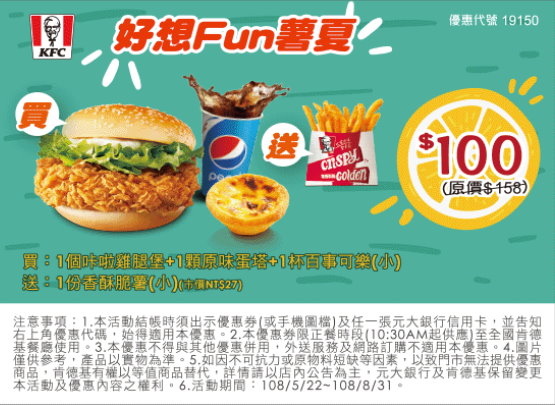 KFC
好想Fun薯夏
優惠代號 19150
買
送
pepsi
CRISPY
GOLDEN
$100
(原價$158)
買：1個咔啦雞腿堡+1顆原味蛋塔+1杯百事可樂(小)
送：1份香酥脆薯(小)(市價NT$27)
注意事項：1.本活動結帳時須出示優惠券(或手機圖檔)及任一張元大銀行信用卡，並告知
右上角優惠代碼，始得適用本優惠。2.本優惠券限正餐時段(10:30AM起供應)至全國肯德
基餐廳使用。3.本優惠不得與其他優惠併用，外送服務及網路訂購不適用本優惠。4.圖片
僅供參考，產品以實物為準。5.如因不可抗力或原物料短缺等因素，以致門市無法提供優惠
商品，肯德基有權以等值商品替代，詳情請以店內公告為主，元大銀行及肯德基保留變更
本活動及優惠內容之權利。6.活動期間：108/5/22~108/8/31。